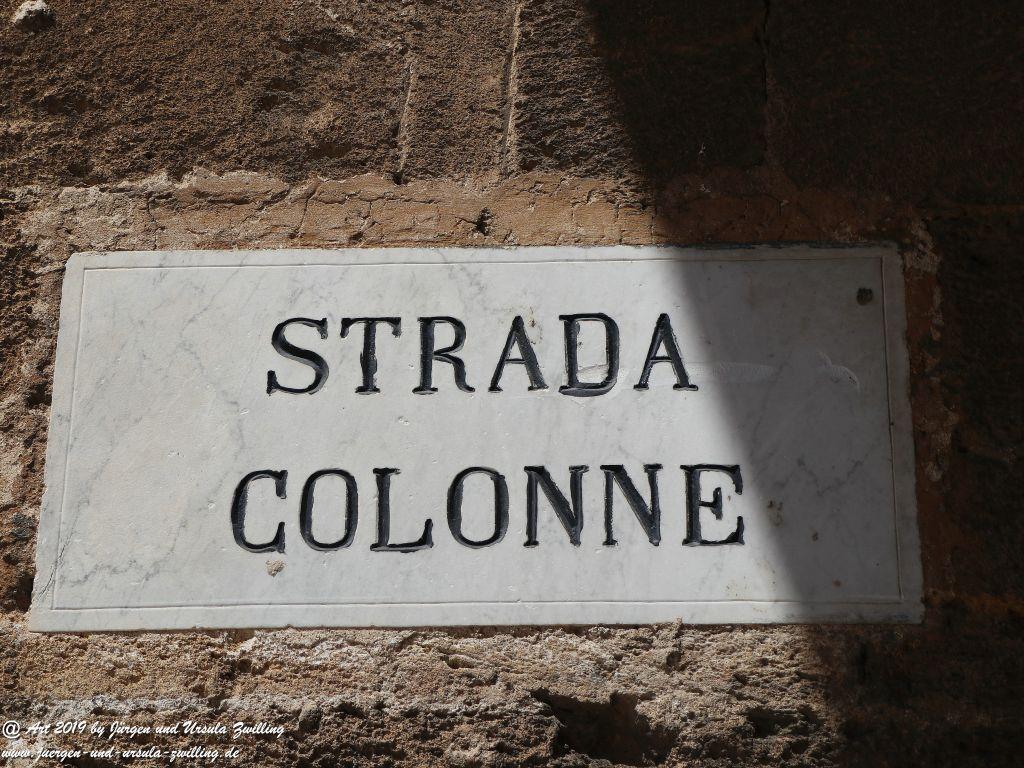 STRADA
COLONNE
@ Art 2019 by Jürgen und Ursula Zwilling
www.juergen-und-ursula-zwilling.de